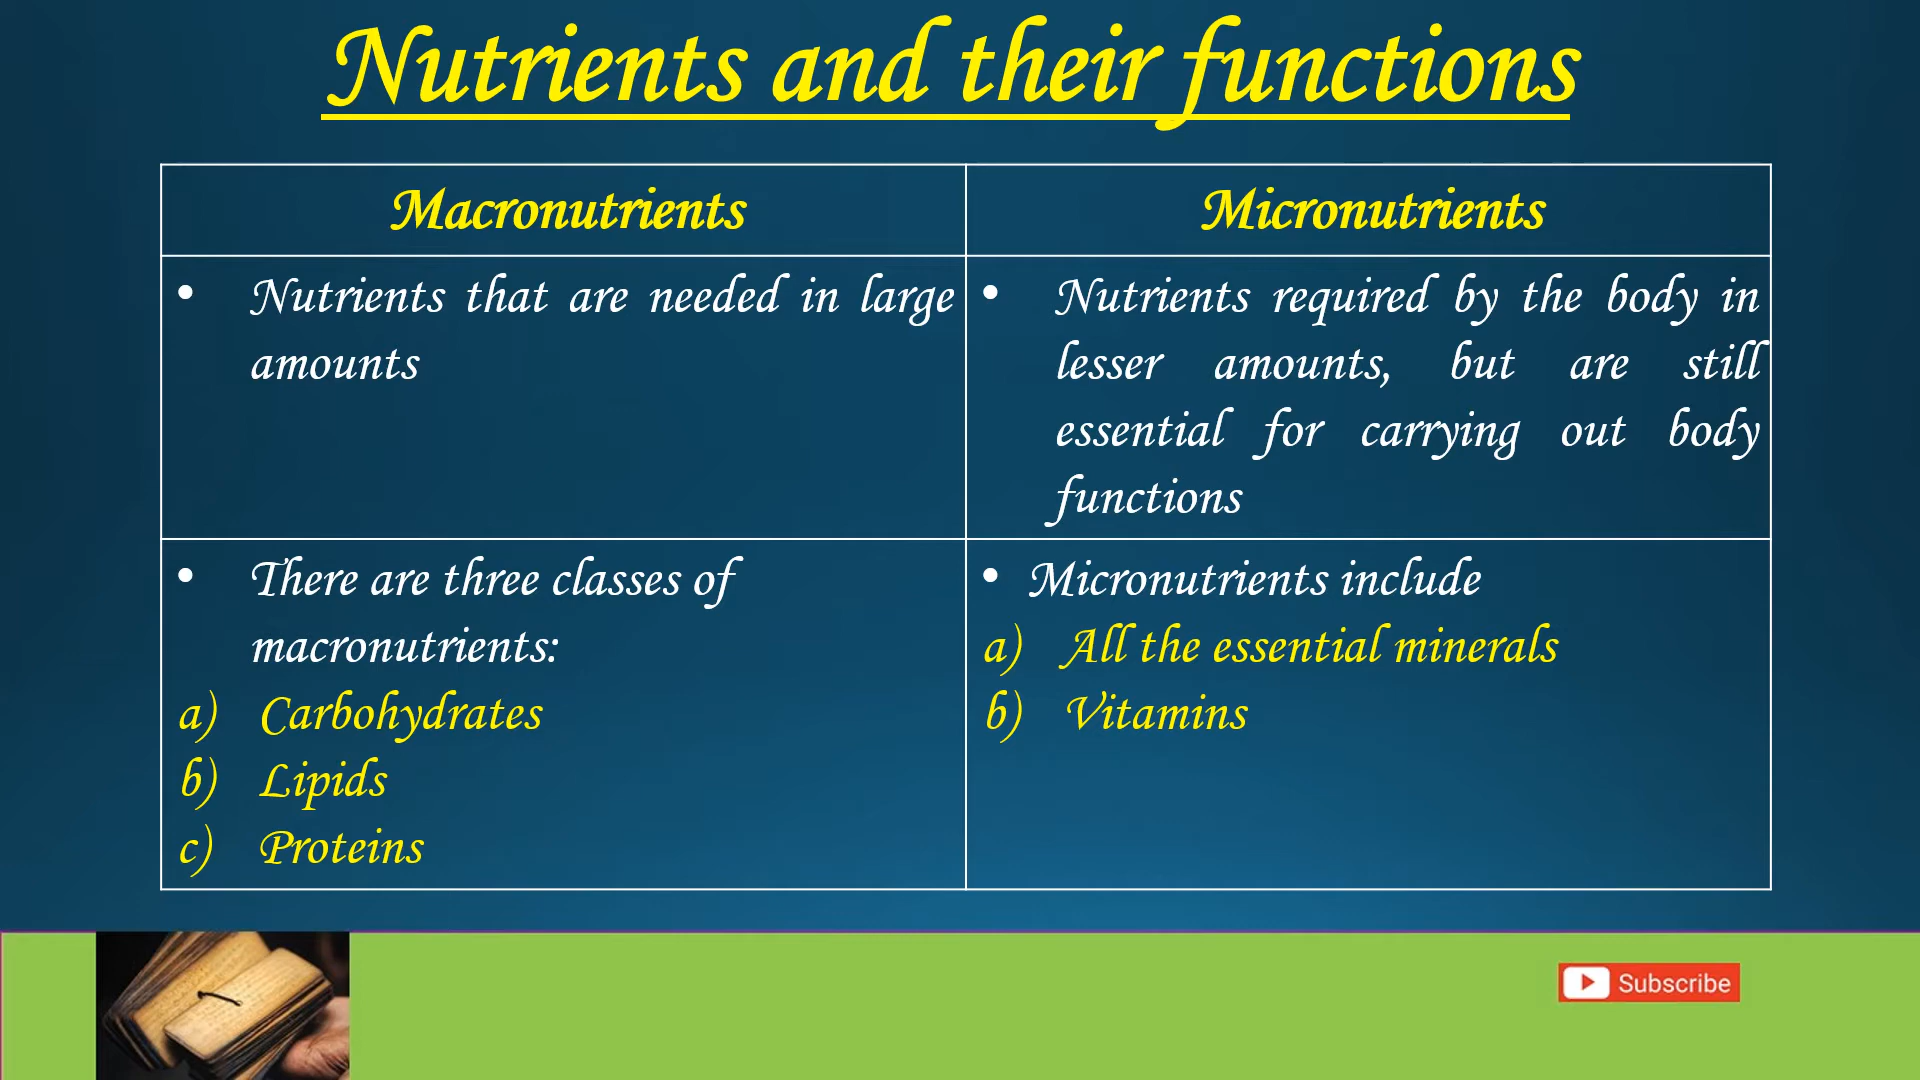 Nutrients and their functions
Macronutrients
• Nutrients that are needed in large
amounts
• There are three classes of
macronutrients:
a) Carbohydrates
b) Lipids
c) Proteins
Micronutrients
• Nutrients required by the body in
lesser amounts, but are still
essential for carrying out body
functions
• Micronutrients include
a) All the essential minerals
b) Vitamins
Subscribe